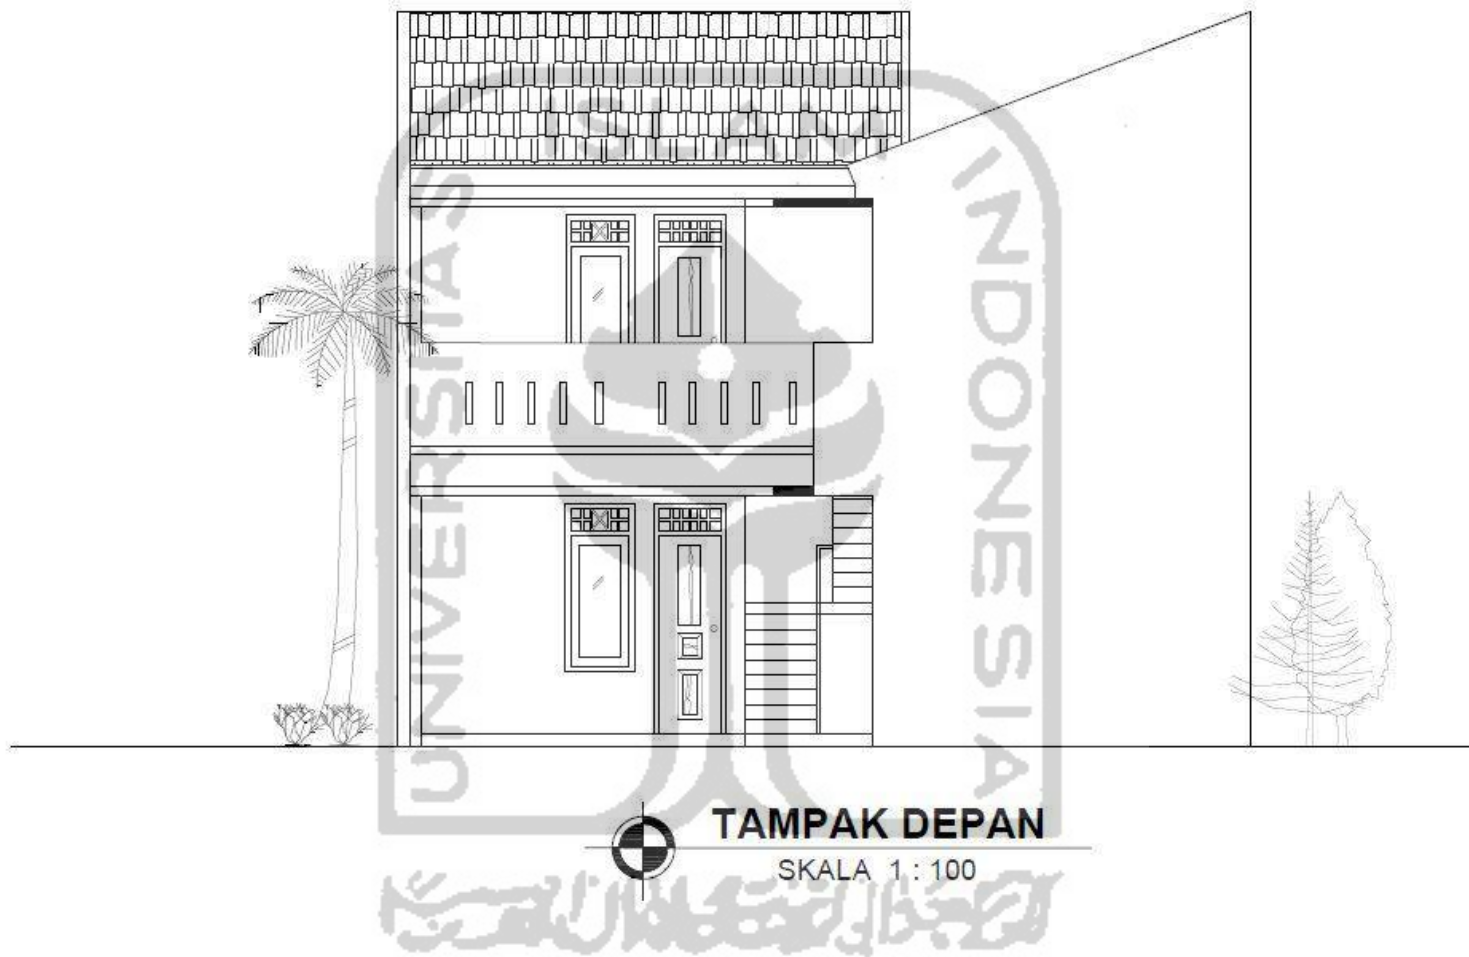 UNIVERSITAS
ISLAM
INDONESIA
TAMPAK DEPAN
SKALA 1 : 100